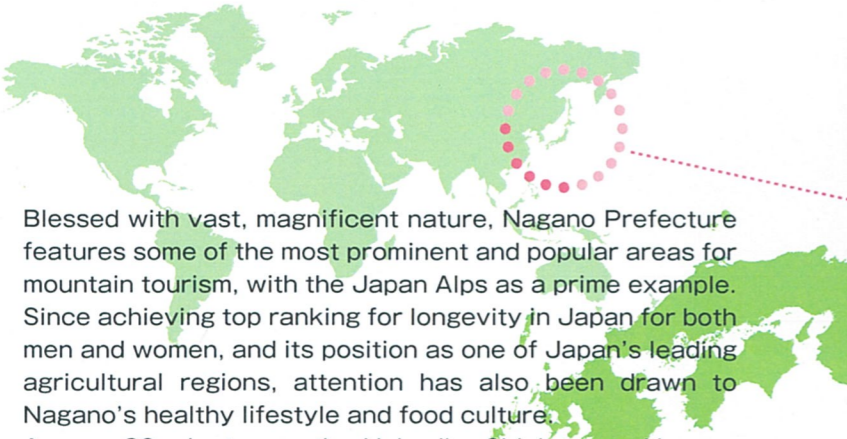 Blessed with vast, magnificent nature, Nagano Prefecture
features some of the most prominent and popular areas for
mountain tourism, with the Japan Alps as a prime example.
Since achieving top ranking for longevity in Japan for both
men and women, and its position as one of Japan's leading
agricultural regions, attention has also been drawn to
Nagano's healthy lifestyle and food culture.